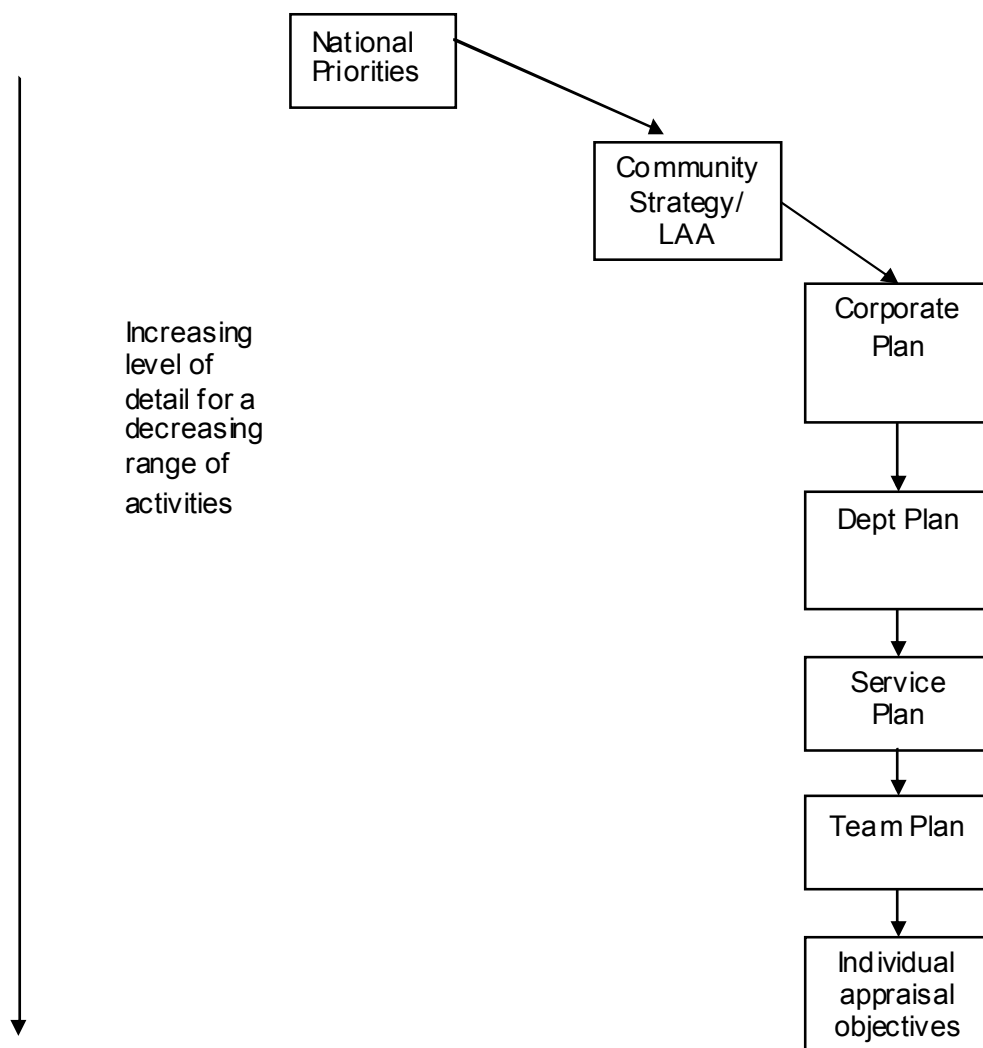 National
Priorities
Community
Strategy/
LAA
Corporate
Plan
Increasing
level of
detail for a
decreasing
range of
activities
Dept Plan
Service
Plan
Team Plan
Individual
appraisal
objectives